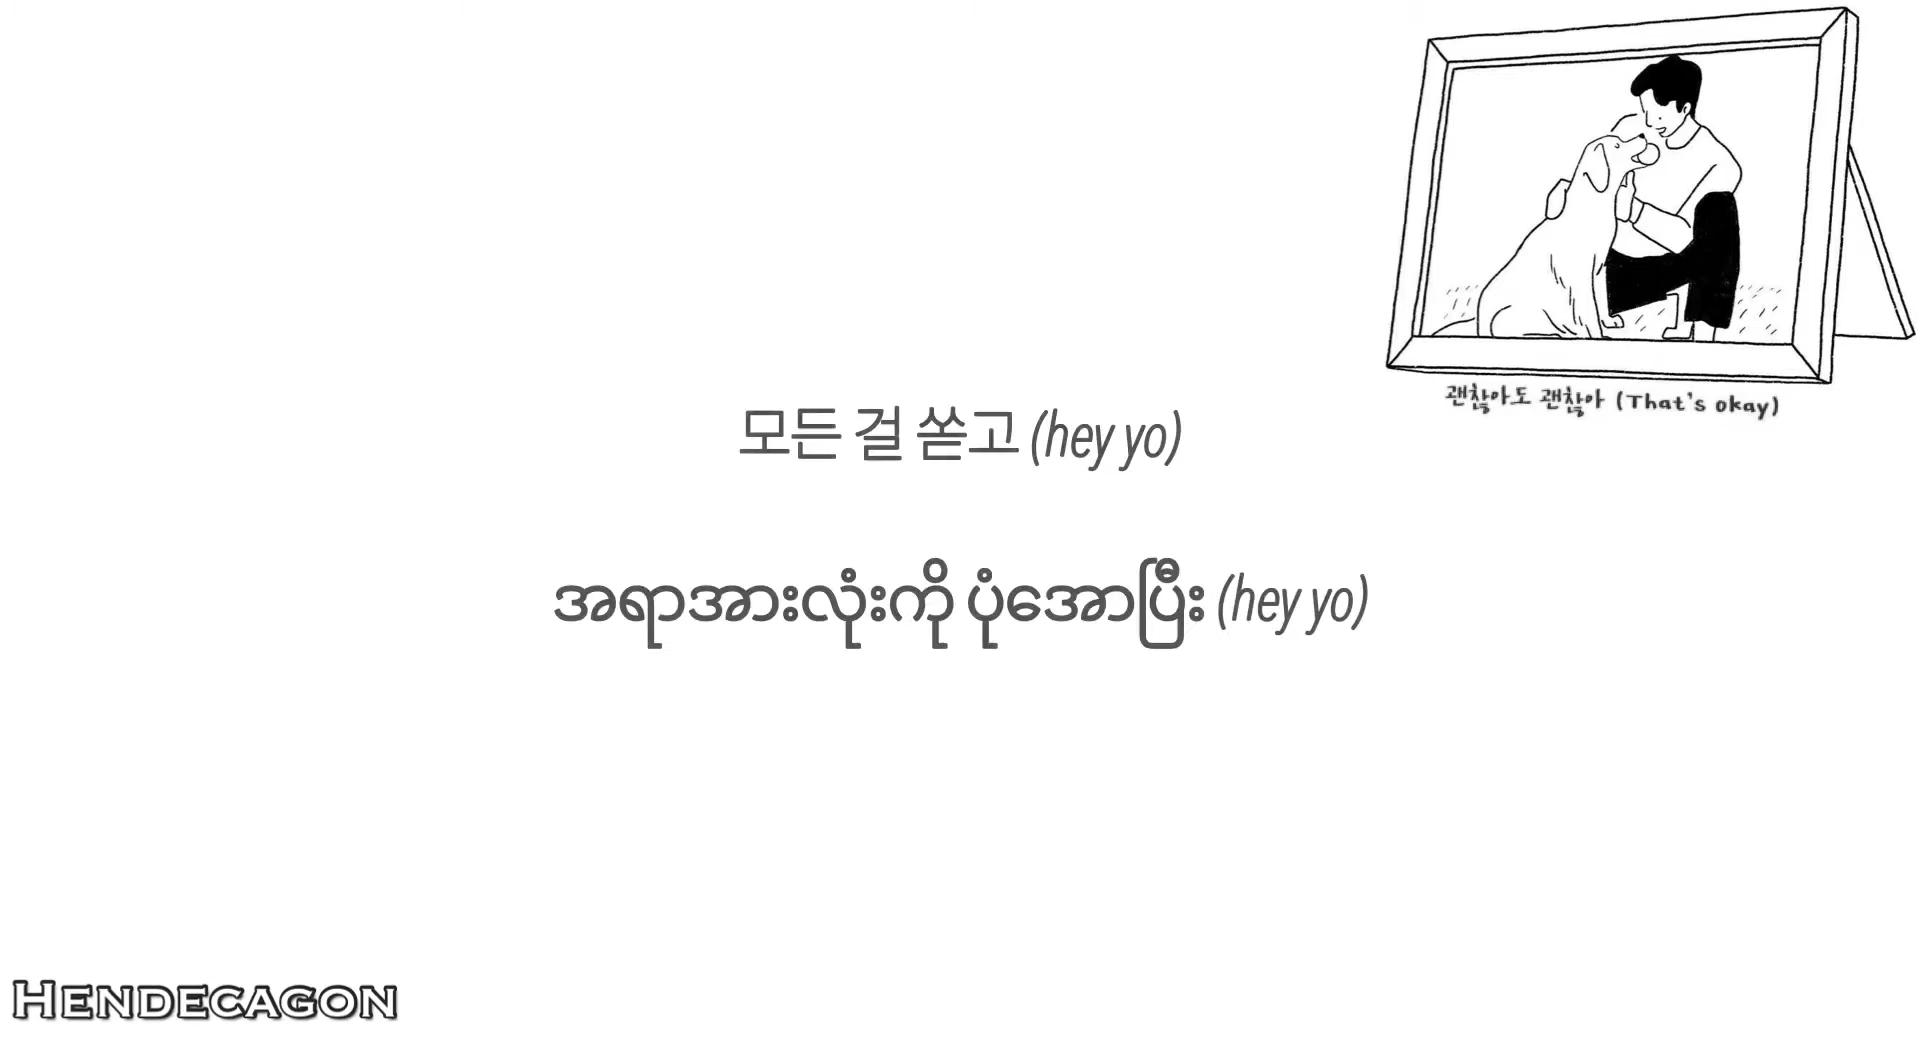 괜찮아도 괜찮아 (That's okay)
모든 걸 쏟고 (hey yo)
အရာအားလုံးကို ပုံအောပြီး (hey yo)
HENDECAGON